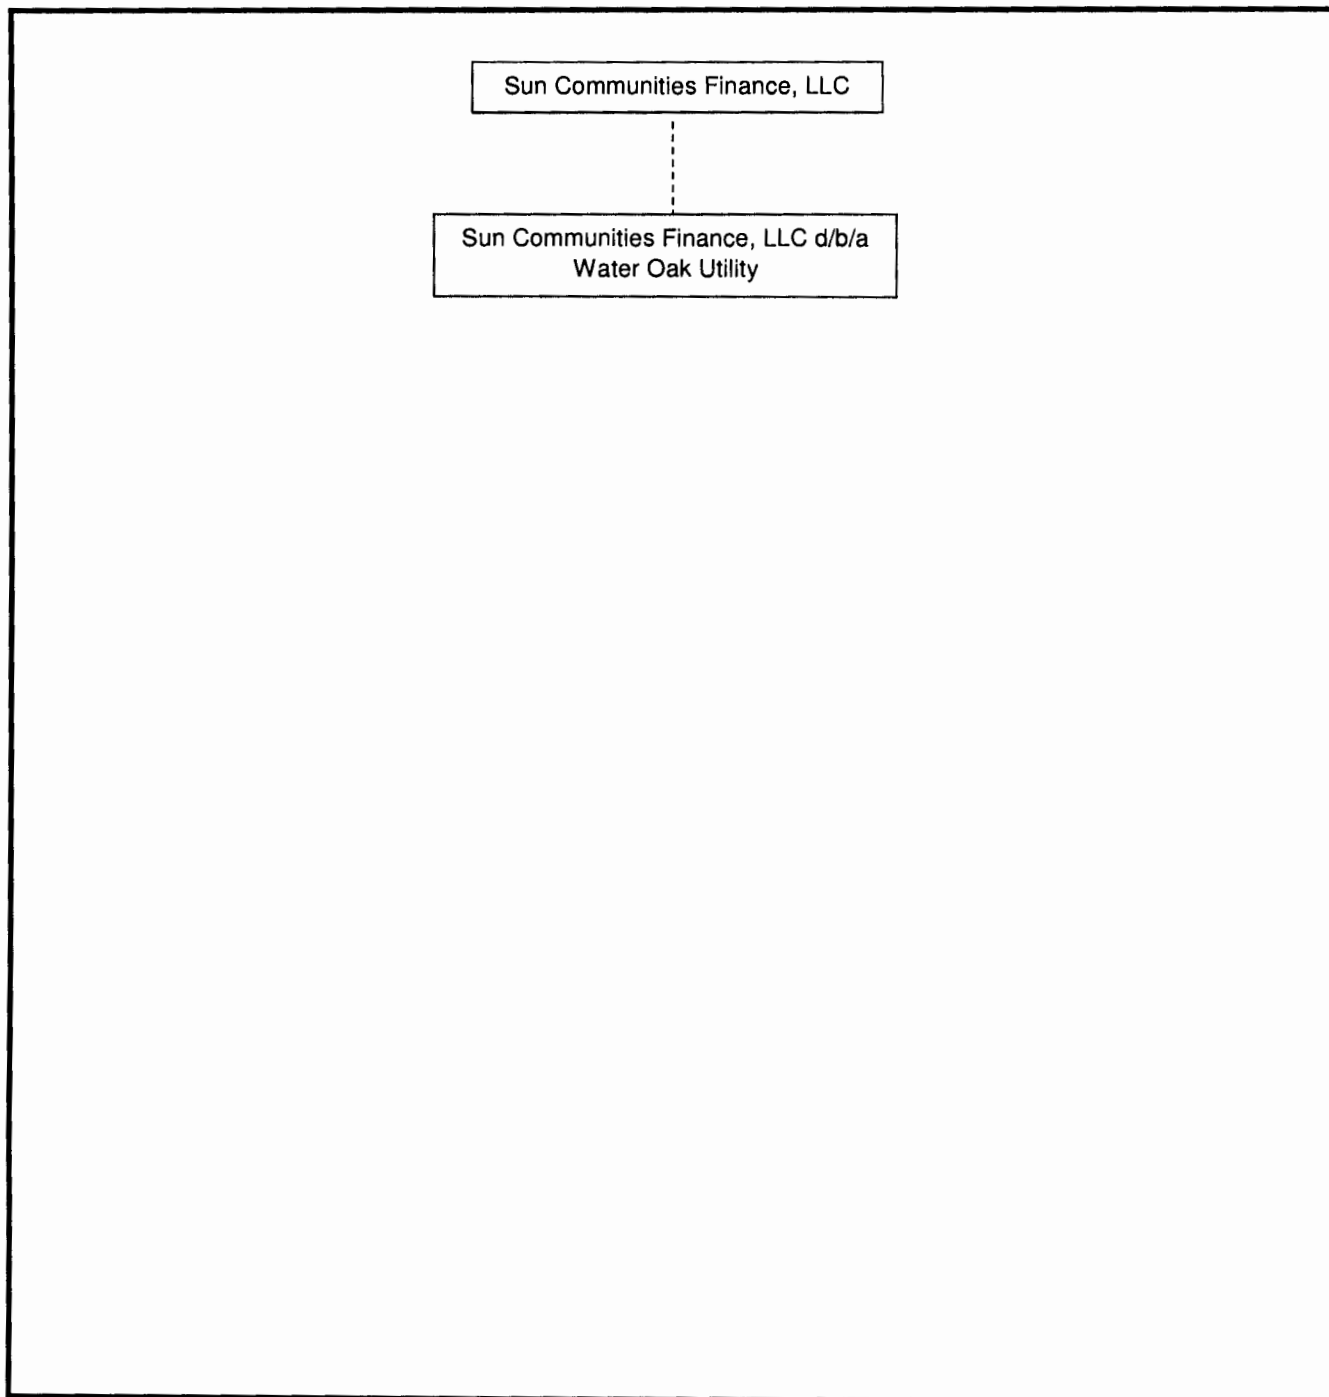 Sun Communities Finance, LLC
Sun Communities Finance, LLC d/b/a
Water Oak Utility